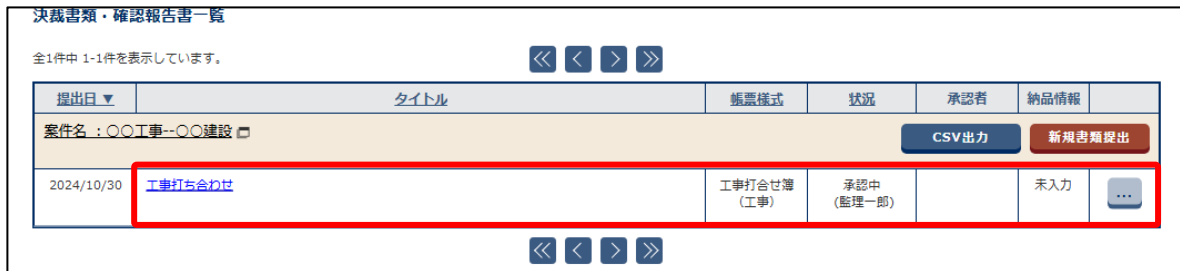 決裁書類・確認報告書一覧
全1件中 1-1件を表示しています。
提出日 ▼ タイトル 帳票様式 状況 承認者 納品情報
案件名 :〇〇工事--〇〇建設 CSV出力 新規書類提出
2024/10/30 工事打ち合わせ 工事打合せ簿 承認中 未入力 ...
(工事) (監理一郎)